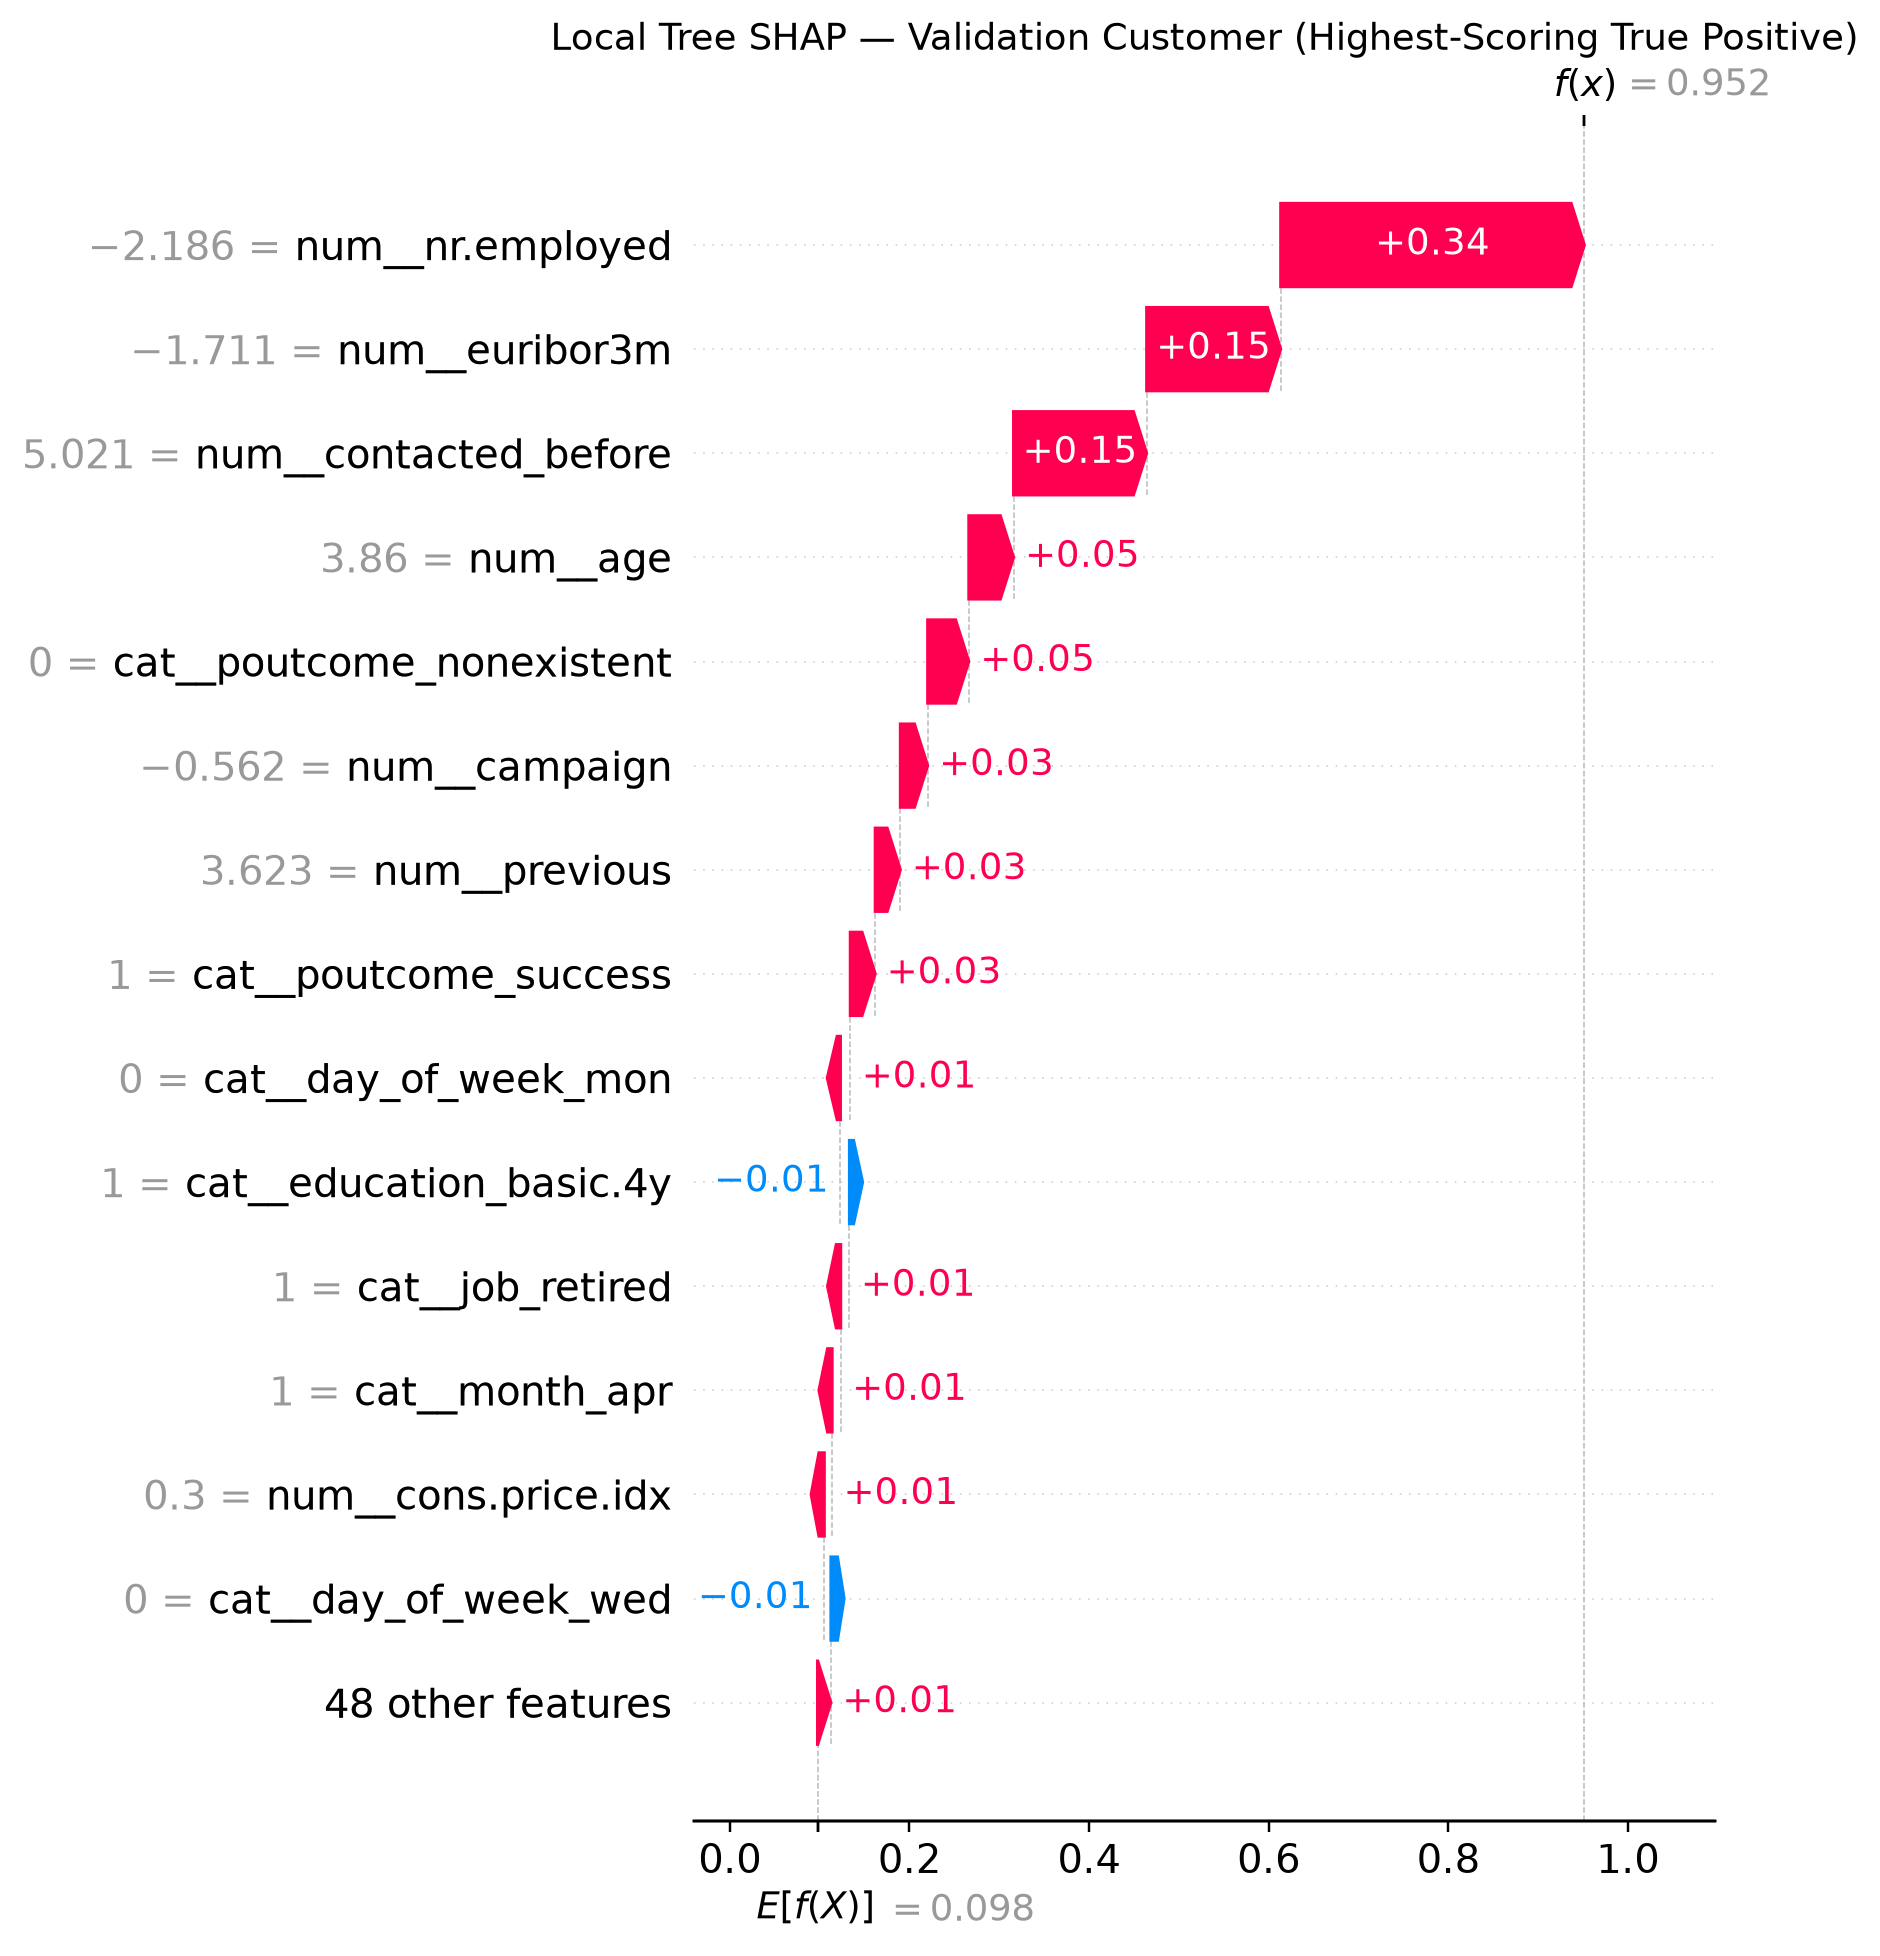 Local Tree SHAP — Validation Customer (Highest-Scoring True Positive)
f(x) = 0.952
−2.186 = num__nr.employed +0.34
−1.711 = num__euribor3m +0.15
5.021 = num__contacted_before +0.15
3.86 = num__age +0.05
0 = cat__poutcome_nonexistent +0.05
−0.562 = num__campaign +0.03
3.623 = num__previous +0.03
1 = cat__poutcome_success +0.03
0 = cat__day_of_week_mon +0.01
1 = cat__education_basic.4y −0.01
1 = cat__job_retired +0.01
1 = cat__month_apr +0.01
0.3 = num__cons.price.idx +0.01
0 = cat__day_of_week_wed −0.01
48 other features +0.01
0.0 0.2 0.4 0.6 0.8 1.0
E[f(X)] = 0.098